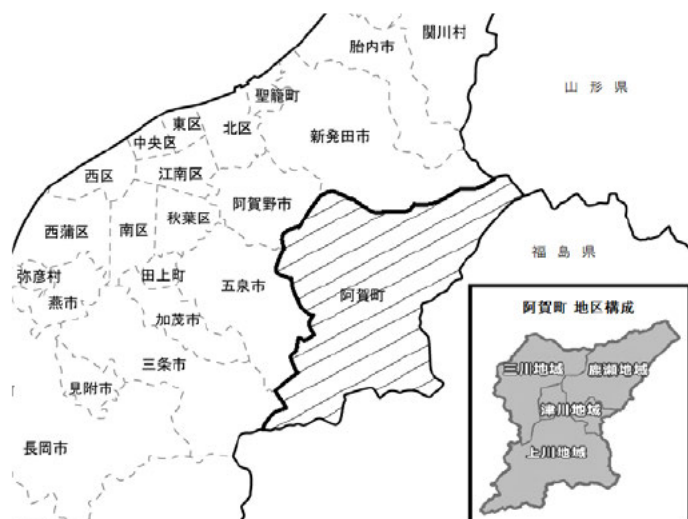 関川村
胎内市
山形県
聖籠町
東区
北区
新発田市
中央区
西区
江南区
阿賀野市
秋葉区
西蒲区
南区
福島県
弥彦村
田上町
五泉市
阿賀町
燕市
阿賀町 地区構成
加茂市
三条市
三川地域
鹿瀬地域
見附市
津川地域
長岡市
上川地域